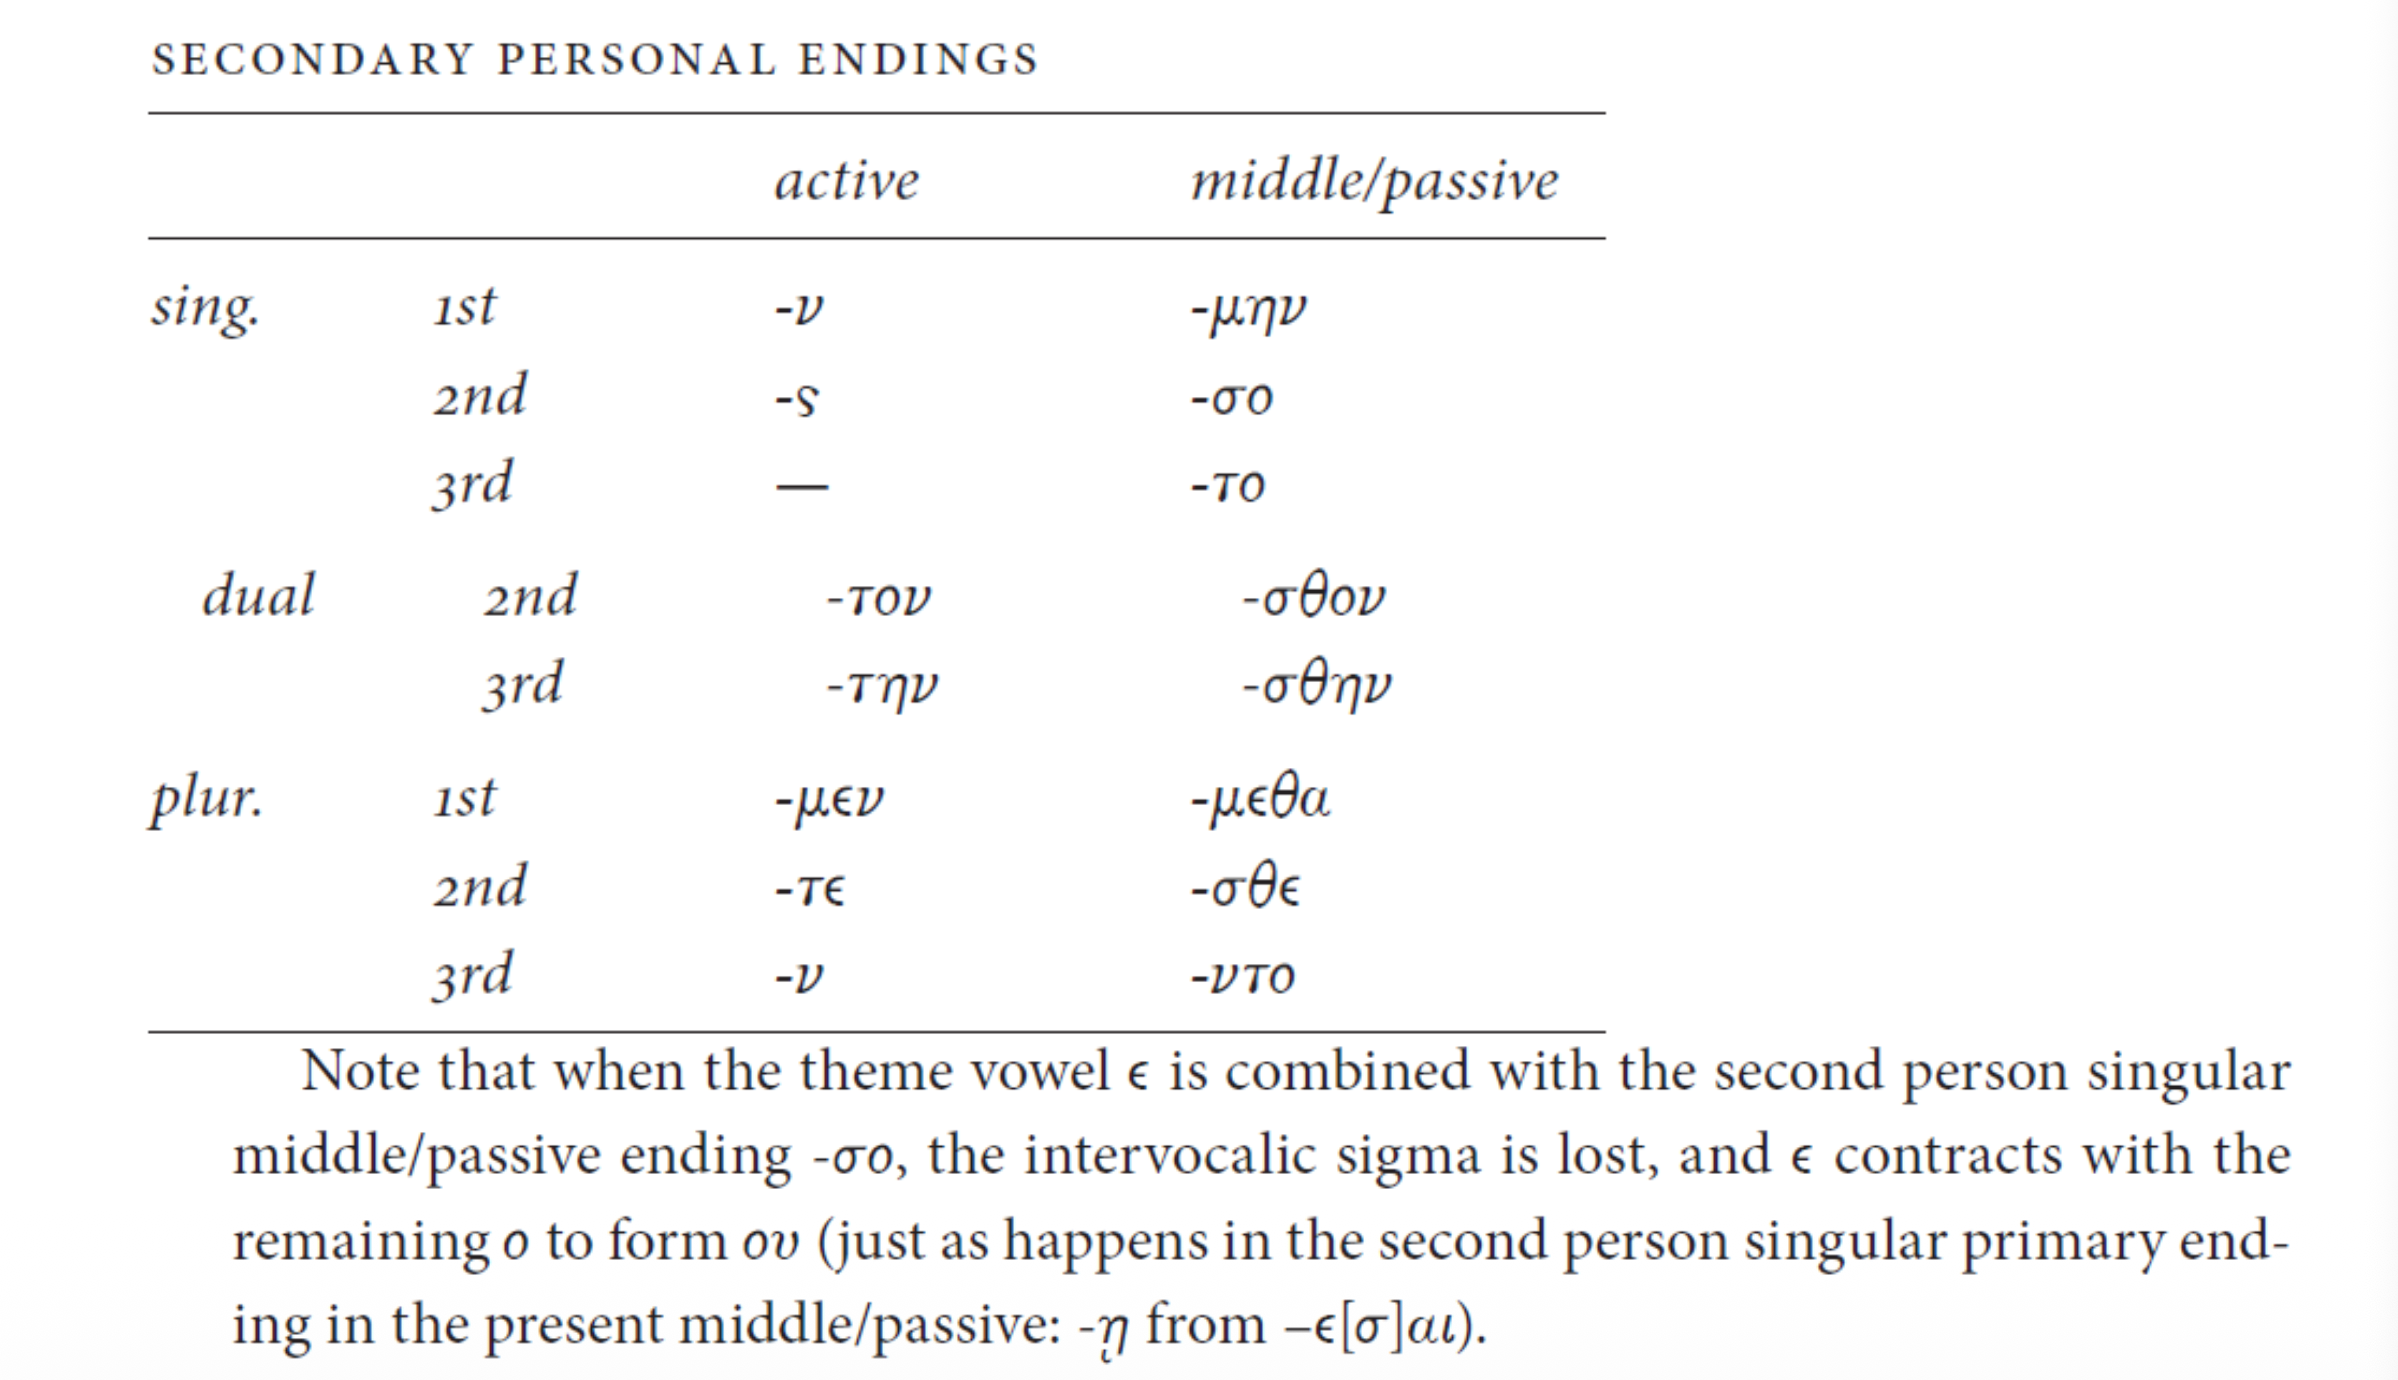 SECONDARY PERSONAL ENDINGS
active middle/passive
sing. 1st -ν -μην
2nd -ς -σο
3rd — -το
dual 2nd -τον -σθον
3rd -την -σθην
plur. 1st -μεν -μεθα
2nd -τε -σθε
3rd -ν -ντο
Note that when the theme vowel ε is combined with the second person singular
middle/passive ending -σο, the intervocalic sigma is lost, and ε contracts with the
remaining ο to form ου (just as happens in the second person singular primary end-
ing in the present middle/passive: -ῃ from –ε[σ]αι).